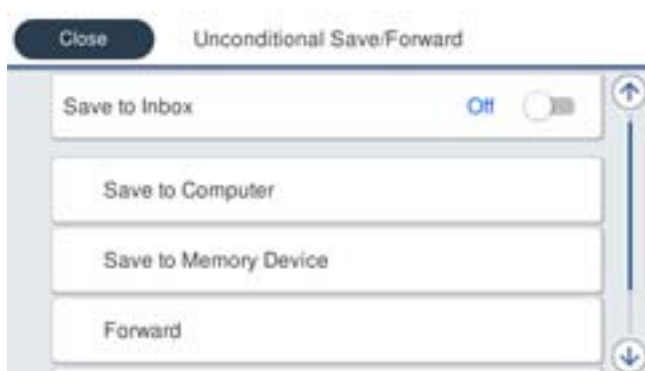 Close Unconditional Save/Forward
Save to Inbox Off
Save to Computer
Save to Memory Device
Forward